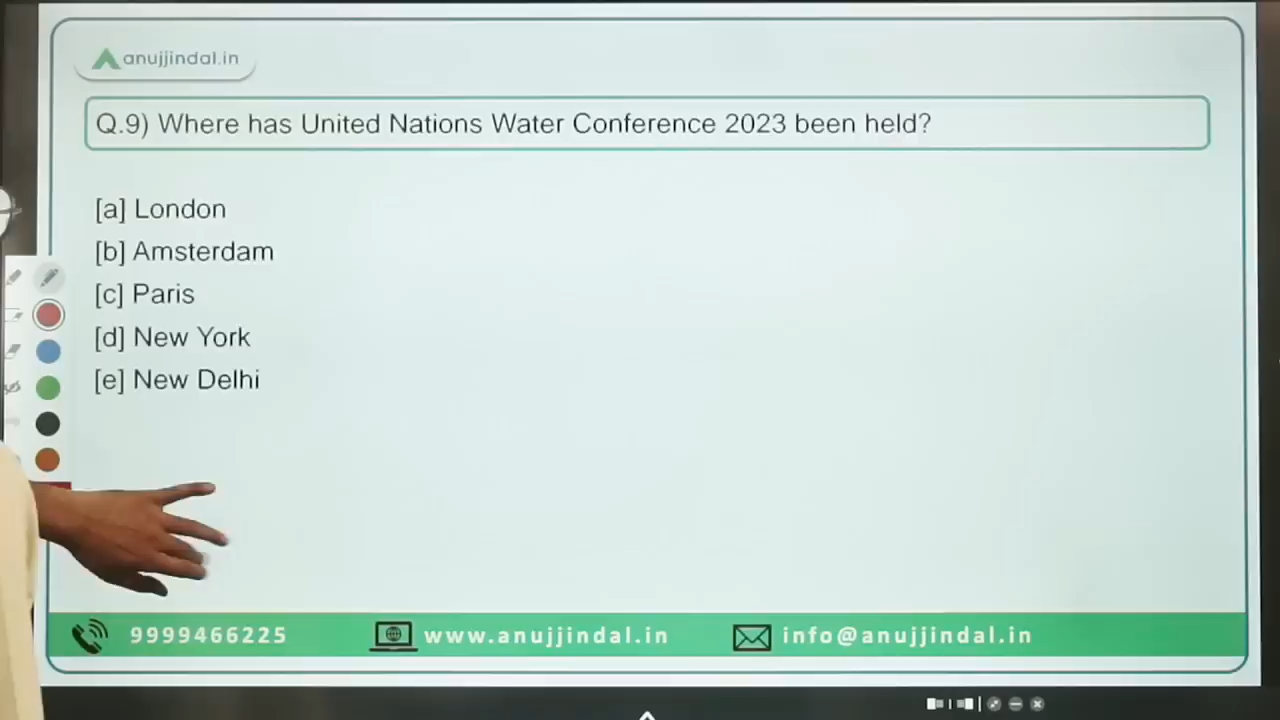 anujjindal.in
Q.9) Where has United Nations Water Conference 2023 been held?
[a] London
[b] Amsterdam
[c] Paris
[d] New York
[e] New Delhi
9999466225 www.anujjindal.in info@anujjindal.in